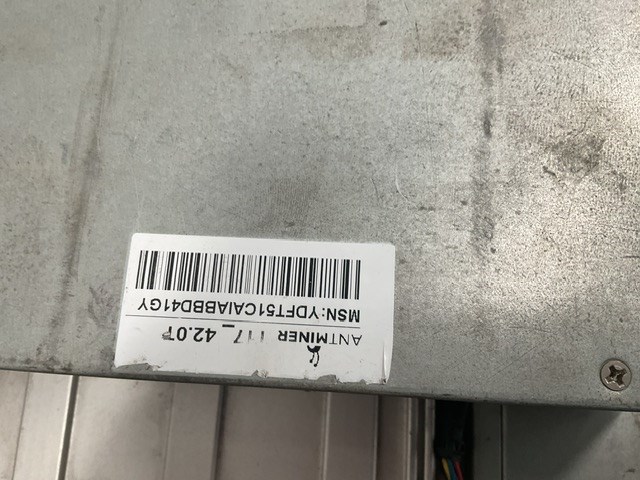 ANTMINER T17_42.0T
MSN:YDFT51CAIABBD41GY